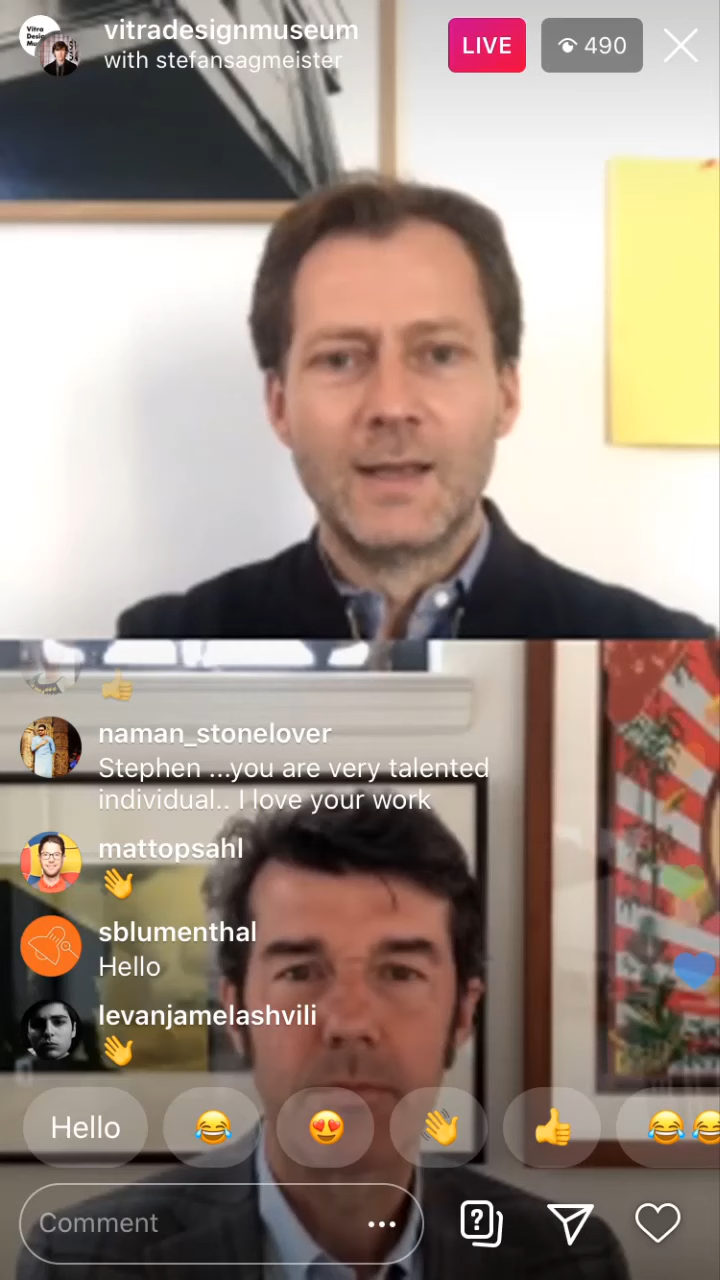 vitradesignmuseum
with stefansagmeister
LIVE
490
Vitra
naman_stonelover
Stephen ...you are very talented
individual.. I love your work
mattopsahl
👋
sblumenthal
Hello
levanjamelashvili
👋
Hello 😂 😍 👋 👍 😂😂
Comment